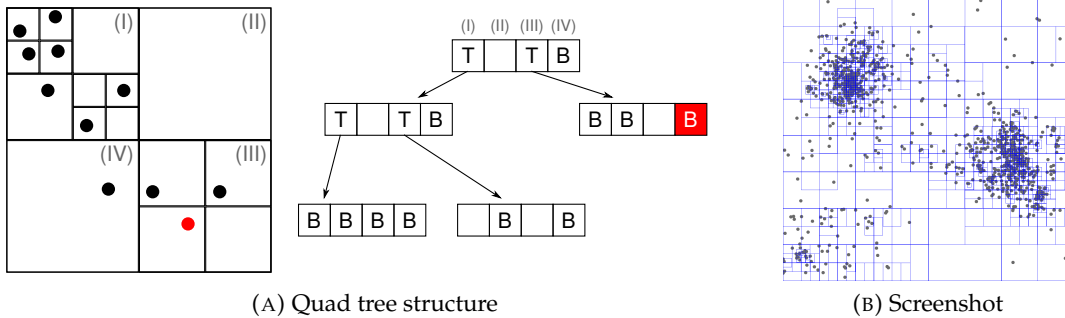 (I) (II)
(IV) (III)
(I) (II) (III) (IV)
T T B
T T B
B B B
B B B B
B B
(A) Quad tree structure
(B) Screenshot